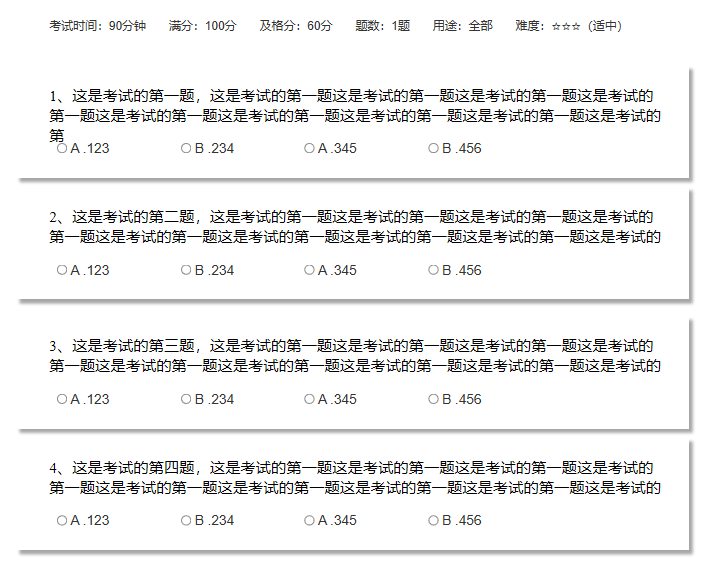 考试时间：90分钟 满分：100分 及格分：60分 题数：1题 用途：全部 难度：☆☆☆（适中）
1、这是考试的第一题，这是考试的第一题这是考试的第一题这是考试的第一题这是考试的
第一题这是考试的第一题这是考试的第一题这是考试的第一题这是考试的第一题这是考试的
第
A .123 B .234 A .345 B .456
2、这是考试的第二题，这是考试的第一题这是考试的第一题这是考试的第一题这是考试的
第一题这是考试的第一题这是考试的第一题这是考试的第一题这是考试的第一题这是考试的
A .123 B .234 A .345 B .456
3、这是考试的第三题，这是考试的第一题这是考试的第一题这是考试的第一题这是考试的
第一题这是考试的第一题这是考试的第一题这是考试的第一题这是考试的第一题这是考试的
A .123 B .234 A .345 B .456
4、这是考试的第四题，这是考试的第一题这是考试的第一题这是考试的第一题这是考试的
第一题这是考试的第一题这是考试的第一题这是考试的第一题这是考试的第一题这是考试的
A .123 B .234 A .345 B .456